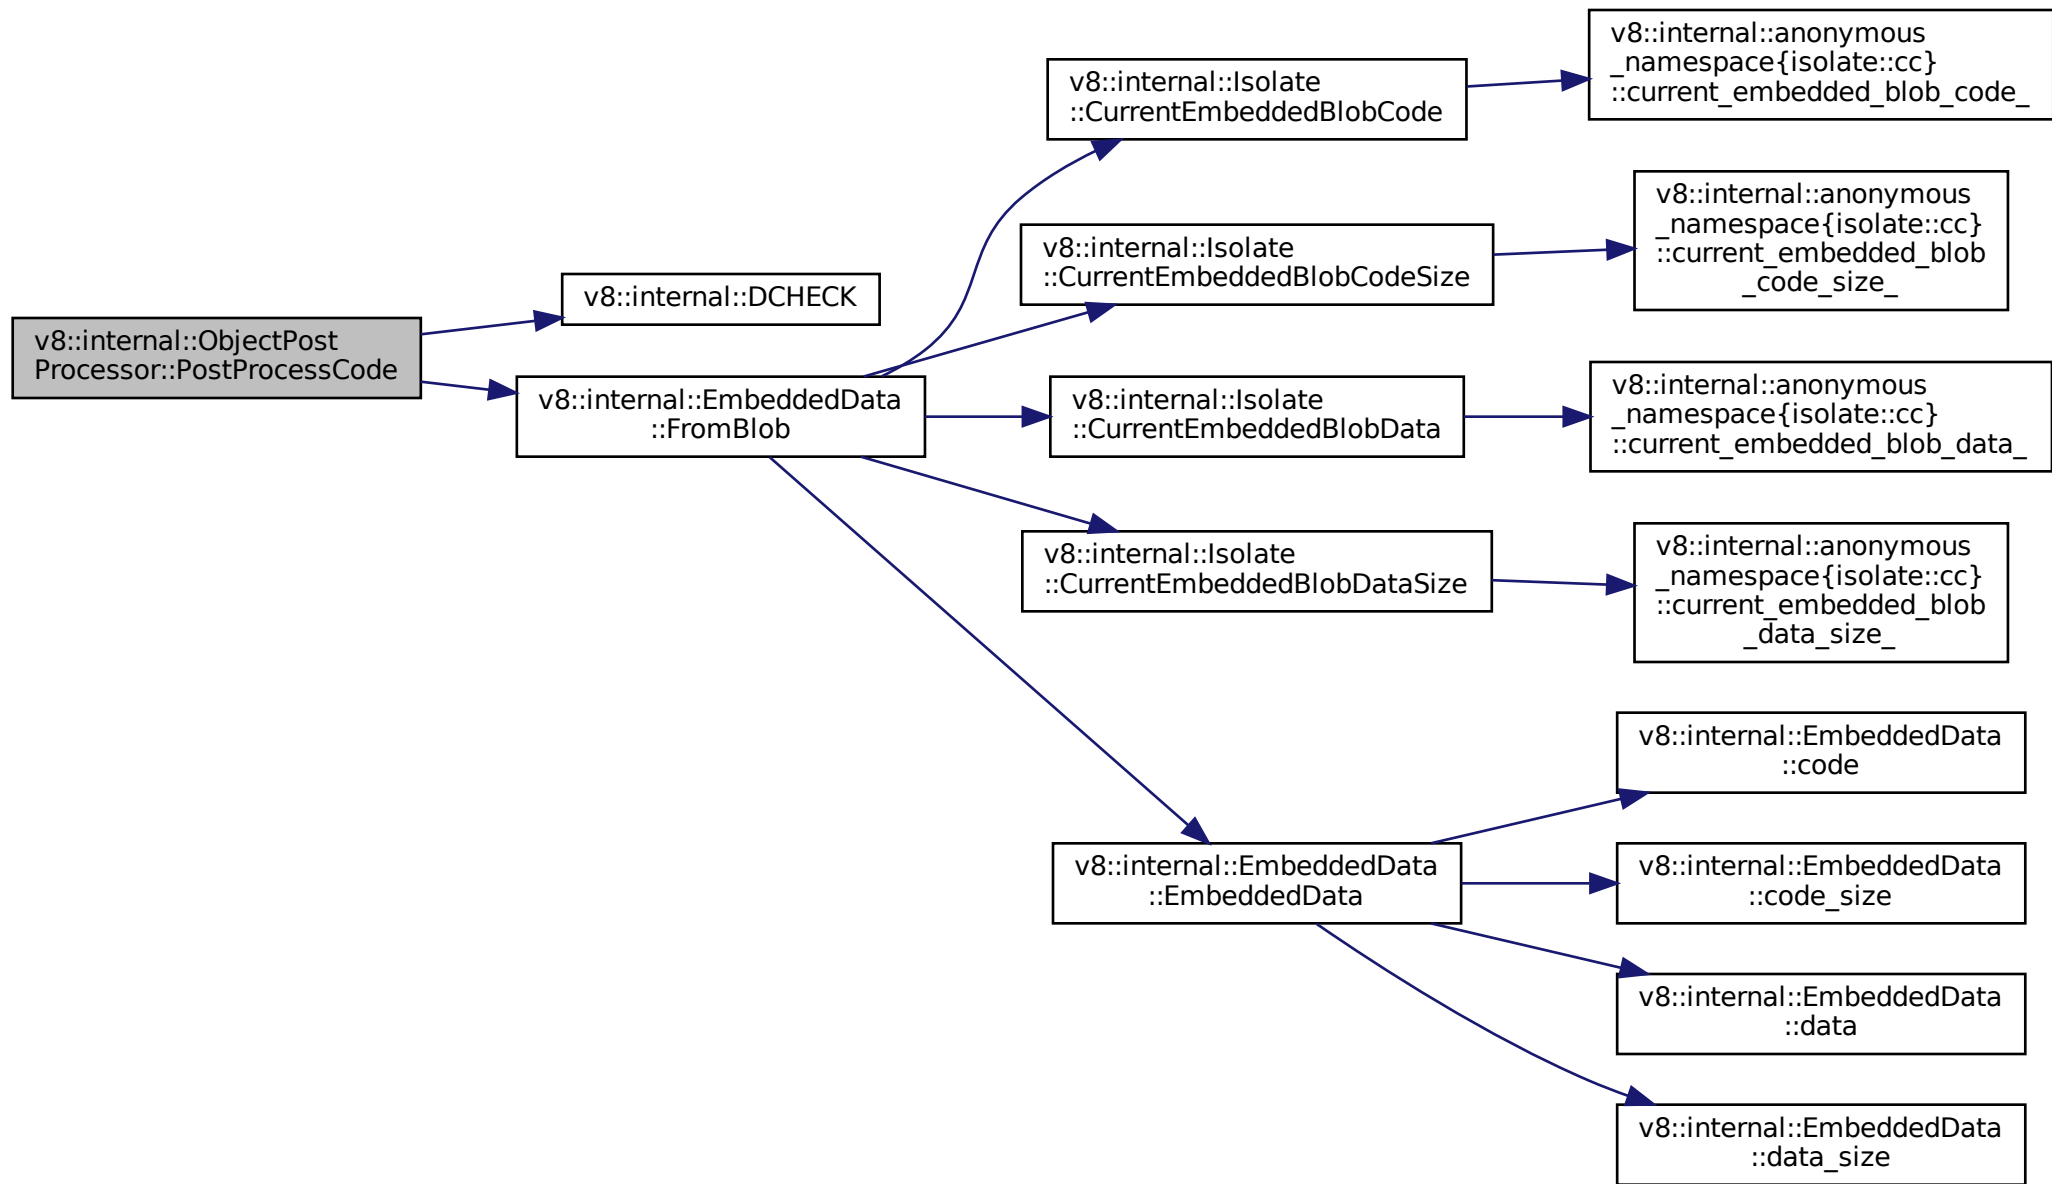 v8::internal::ObjectPost
Processor::PostProcessCode
v8::internal::DCHECK
v8::internal::EmbeddedData
::FromBlob
v8::internal::Isolate
::CurrentEmbeddedBlobCode
v8::internal::Isolate
::CurrentEmbeddedBlobCodeSize
v8::internal::Isolate
::CurrentEmbeddedBlobData
v8::internal::Isolate
::CurrentEmbeddedBlobDataSize
v8::internal::EmbeddedData
::EmbeddedData
v8::internal::anonymous
_namespace{isolate::cc}
::current_embedded_blob_code_
v8::internal::anonymous
_namespace{isolate::cc}
::current_embedded_blob
_code_size_
v8::internal::anonymous
_namespace{isolate::cc}
::current_embedded_blob_data_
v8::internal::anonymous
_namespace{isolate::cc}
::current_embedded_blob
_data_size_
v8::internal::EmbeddedData
::code
v8::internal::EmbeddedData
::code_size
v8::internal::EmbeddedData
::data
v8::internal::EmbeddedData
::data_size